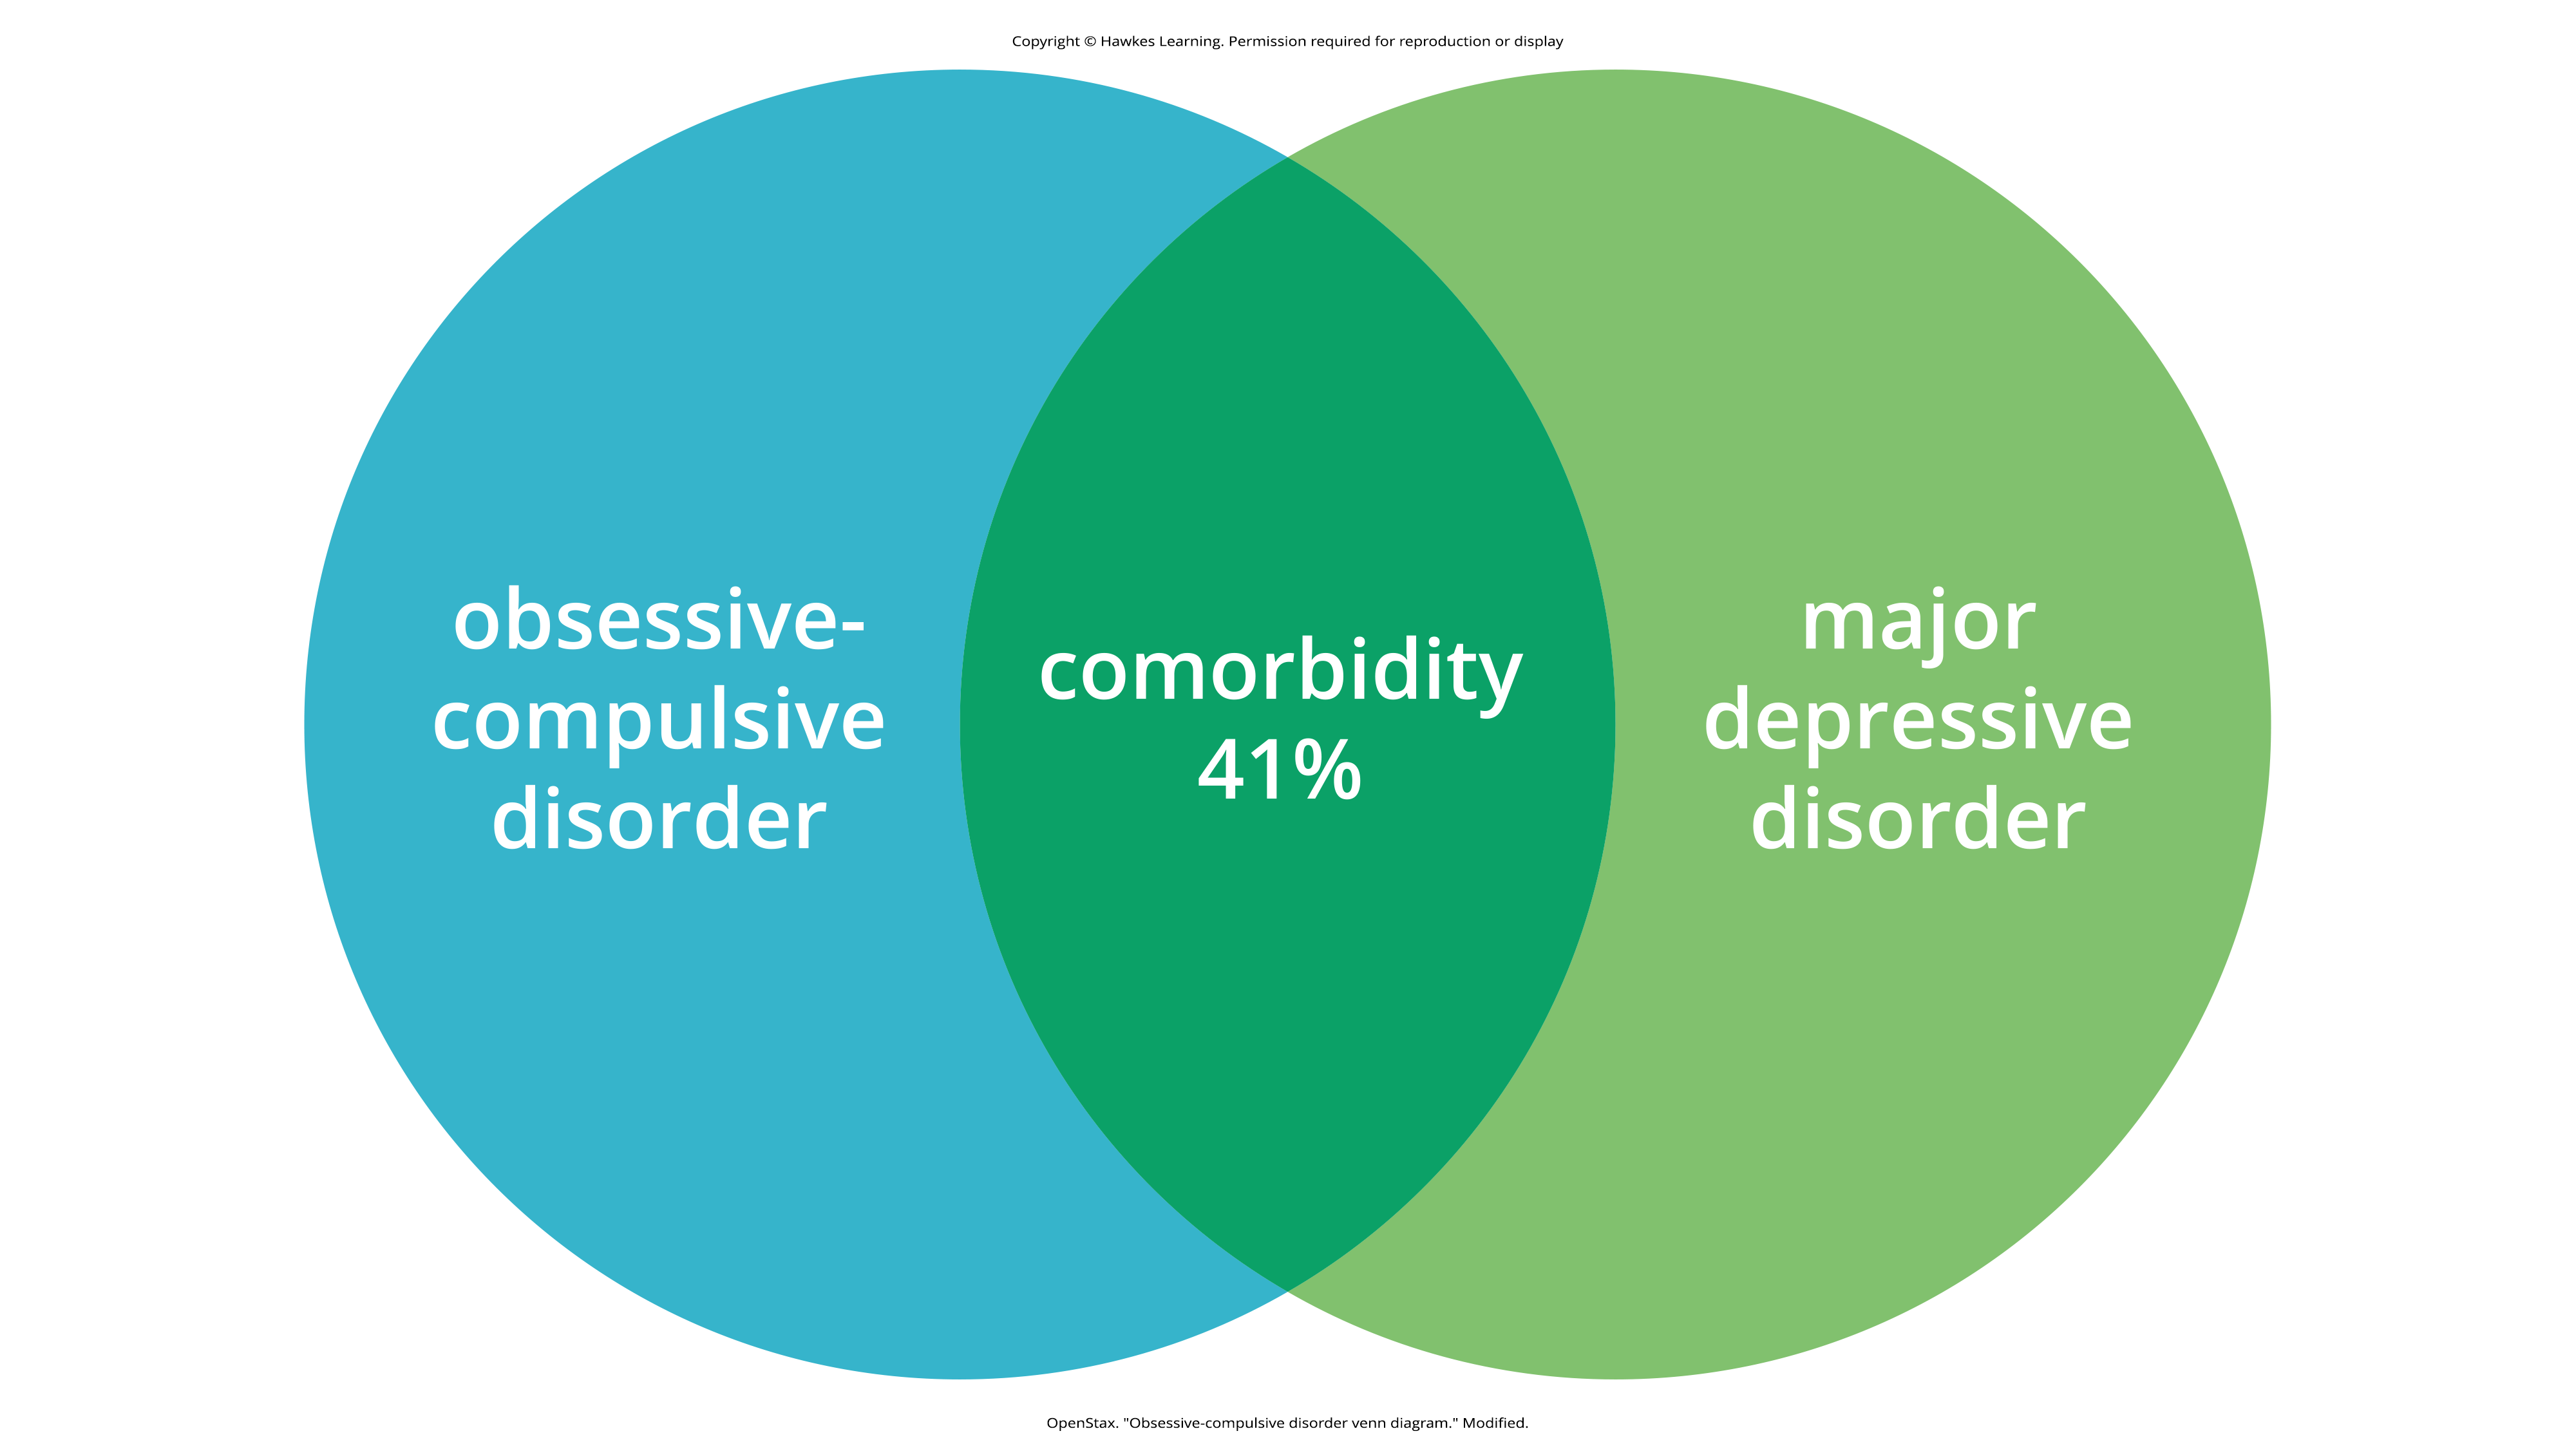 Copyright © Hawkes Learning. Permission required for reproduction or display
obsessive-
compulsive
disorder
comorbidity
41%
major
depressive
disorder
OpenStax. "Obsessive-compulsive disorder venn diagram." Modified.